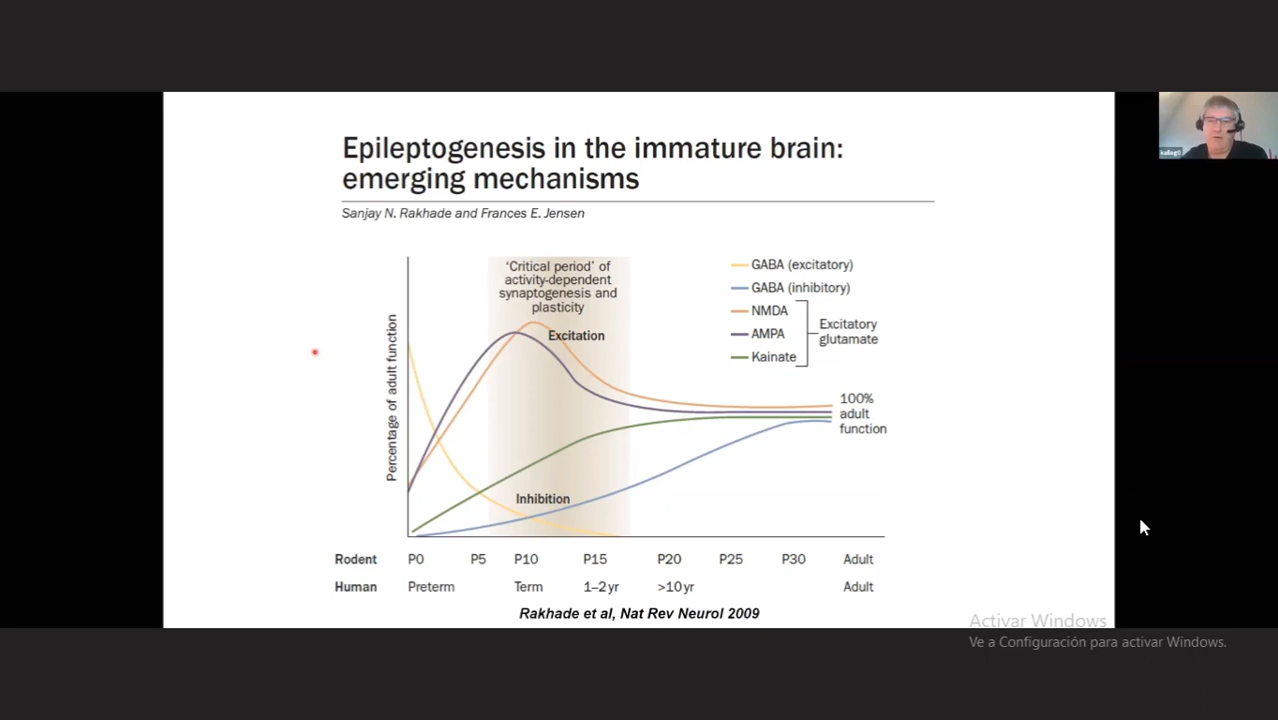 Epileptogenesis in the immature brain:
emerging mechanisms
Sanjay N. Rakhade and Frances E. Jensen
'Critical period' of
activity-dependent
synaptogenesis and
plasticity
Excitation
Inhibition
Percentage of adult function
GABA (excitatory)
GABA (inhibitory)
NMDA
AMPA
Kainate
Excitatory
glutamate
100%
adult
function
Rodent P0 P5 P10 P15 P20 P25 P30 Adult
Human Preterm Term 1–2 yr >10 yr Adult
Rakhade et al, Nat Rev Neurol 2009
Activar Windows
Ve a Configuración para activar Windows.